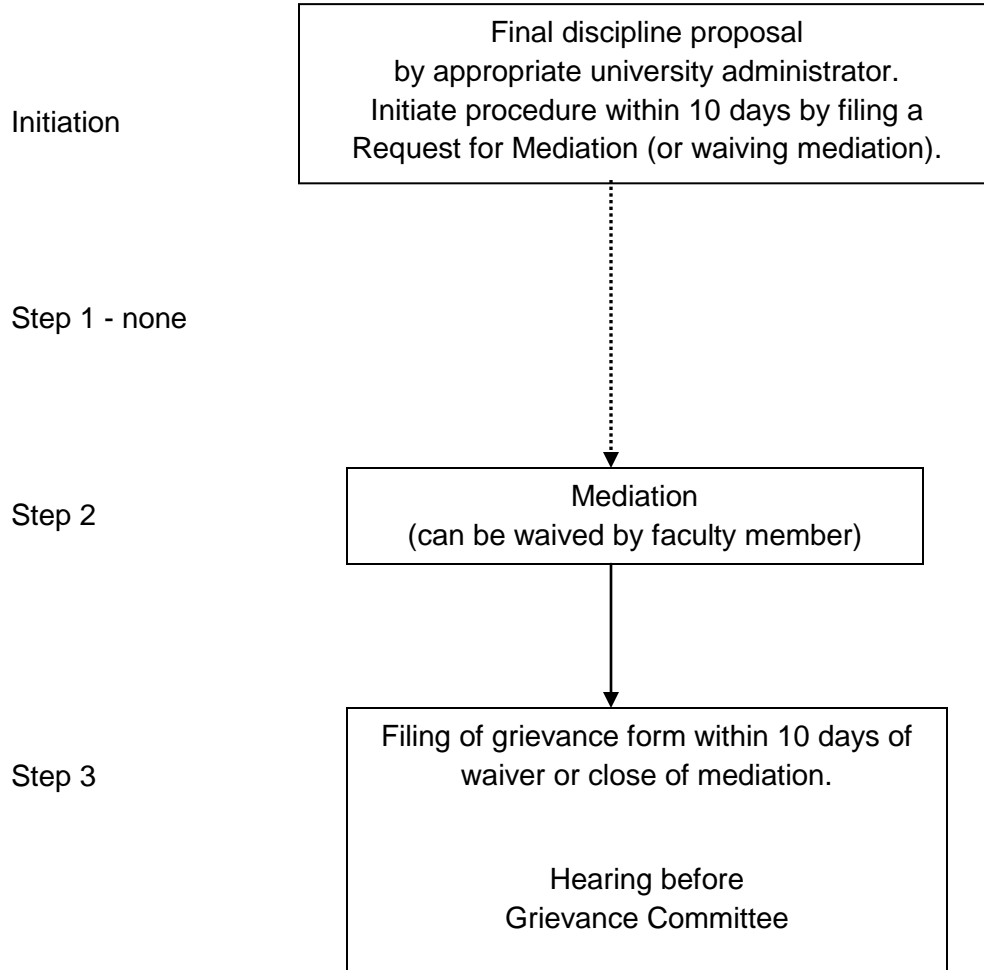 Final discipline proposal
by appropriate university administrator.
Initiation
Initiate procedure within 10 days by filing a
Request for Mediation (or waiving mediation).
Step 1 - none
Step 2
Mediation
(can be waived by faculty member)
Step 3
Filing of grievance form within 10 days of
waiver or close of mediation.
Hearing before
Grievance Committee